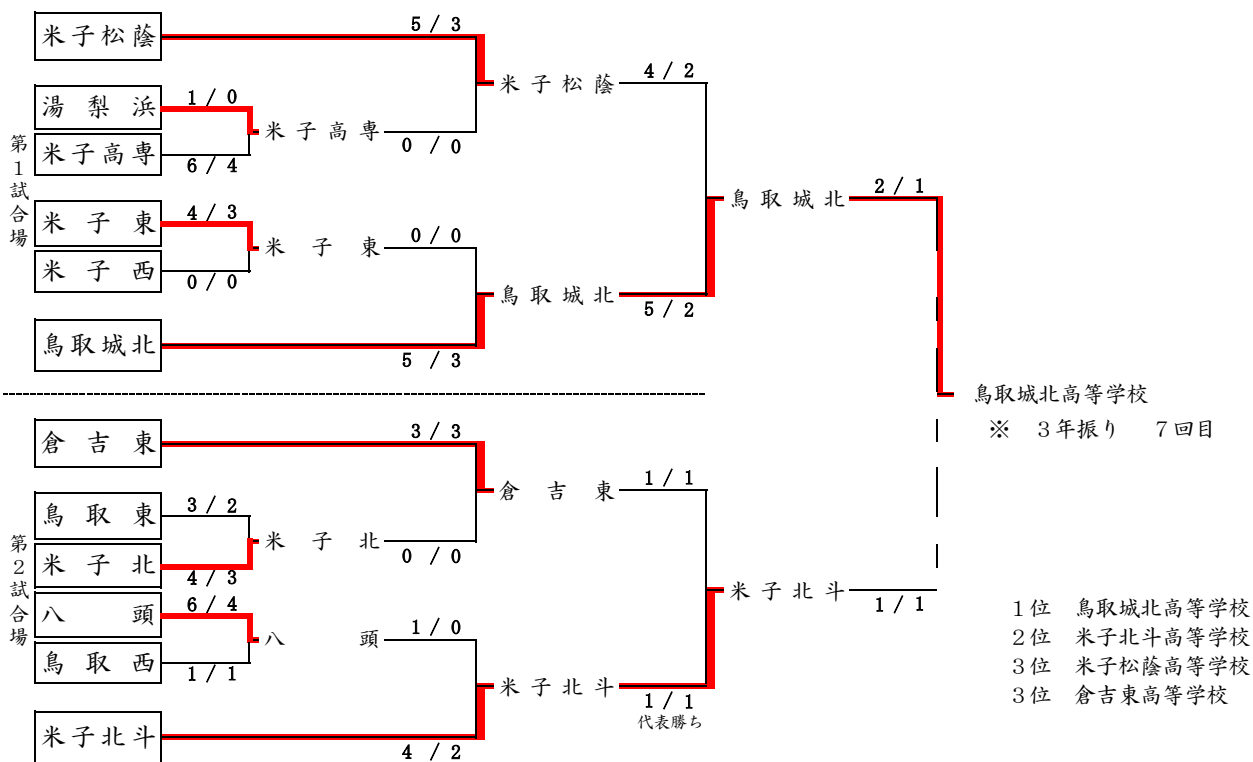 第1試合場
米子松蔭
5 / 3
湯梨浜
1 / 0
米子高専
6 / 4
米子高専
0 / 0
米子松蔭
4 / 2
米子東
4 / 3
米子西
0 / 0
米子東
0 / 0
鳥取城北
5 / 3
鳥取城北
5 / 2
鳥取城北
2 / 1
鳥取城北高等学校
※ 3年振り 7回目
第2試合場
倉吉東
3 / 3
鳥取東
3 / 2
米子北
4 / 3
米子北
0 / 0
倉吉東
1 / 1
八頭
6 / 4
鳥取西
1 / 1
八頭
1 / 0
米子北斗
4 / 2
米子北斗
1 / 1
代表勝ち
米子北斗
1 / 1
1位 鳥取城北高等学校
2位 米子北斗高等学校
3位 米子松蔭高等学校
3位 倉吉東高等学校